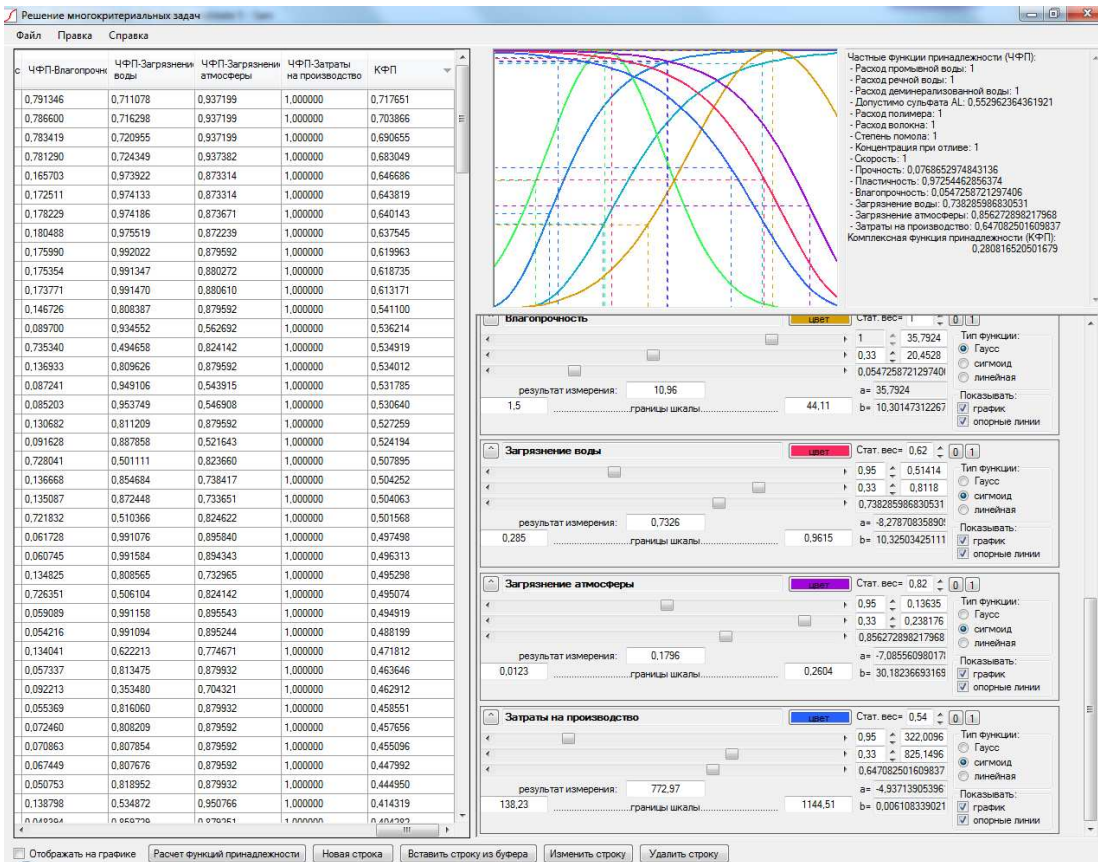 Решение многокритериальных задач
Файл Правка Справка
с ЧФП-Влагопрочно ЧФП-Загрязнени воды ЧФП-Загрязнени атмосферы ЧФП-Затраты на производство КФП
0,791346 0,711078 0,937199 1,000000 0,717651
0,786600 0,716298 0,937199 1,000000 0,703866
0,783419 0,720955 0,937199 1,000000 0,690655
0,781290 0,724349 0,937382 1,000000 0,683049
0,165703 0,973922 0,873314 1,000000 0,646686
0,172511 0,974133 0,873314 1,000000 0,643819
0,178229 0,974186 0,873671 1,000000 0,640143
0,180488 0,975519 0,872239 1,000000 0,637545
0,175990 0,992022 0,879592 1,000000 0,619963
0,175354 0,991347 0,880272 1,000000 0,618735
0,173771 0,991470 0,880610 1,000000 0,613171
0,146726 0,808387 0,879592 1,000000 0,541100
0,089700 0,934552 0,562692 1,000000 0,536214
0,735340 0,494658 0,824142 1,000000 0,534919
0,136933 0,809626 0,879592 1,000000 0,534012
0,087241 0,949106 0,543915 1,000000 0,531785
0,085203 0,953749 0,546908 1,000000 0,530640
0,130682 0,811209 0,879592 1,000000 0,527259
0,091628 0,887858 0,521643 1,000000 0,524194
0,728041 0,501111 0,823660 1,000000 0,507895
0,136668 0,854684 0,738417 1,000000 0,504252
0,135087 0,872448 0,733651 1,000000 0,504063
0,721832 0,510366 0,824622 1,000000 0,501568
0,061728 0,991076 0,895840 1,000000 0,497498
0,060745 0,991584 0,894343 1,000000 0,496313
0,134825 0,808565 0,732965 1,000000 0,495298
0,726351 0,506104 0,824142 1,000000 0,495074
0,059089 0,991158 0,895543 1,000000 0,494919
0,054216 0,991094 0,895244 1,000000 0,488199
0,134041 0,622213 0,774671 1,000000 0,471812
0,057337 0,813475 0,879932 1,000000 0,463646
0,092213 0,353480 0,704321 1,000000 0,462912
0,055369 0,816060 0,879932 1,000000 0,458551
0,072460 0,808209 0,879592 1,000000 0,457656
0,070863 0,807854 0,879592 1,000000 0,455096
0,067449 0,807676 0,879592 1,000000 0,447992
0,050753 0,818952 0,879932 1,000000 0,444950
0,138798 0,534872 0,950766 1,000000 0,414319
0,048394 0,859729 0,879251 1,000000 0,404282
Частные функции принадлежности (ЧФП):
- Расход промывной воды: 1
- Расход речной воды: 1
- Расход деминерализованной воды: 1
- Допустимо сульфата AL: 0,552962364361921
- Расход полимера: 1
- Расход волокна: 1
- Степень помола: 1
- Концентрация при отливе: 1
- Скорость: 1
- Прочность: 0,0768652974843136
- Пластичность: 0,97254462856374
- Влагопрочность: 0,0547258721297406
- Загрязнение воды: 0,738285986830531
- Загрязнение атмосферы: 0,856272898217968
- Затраты на производство: 0,647082501609837
Комплексная функция принадлежности (КФП):
0,280816520501679
Влагопрочность цвет Стат. вес= 1 0 1
1 35,7924 Тип функции:
0,33 20,4528 Гаусс
0,0547258721297406 сигмоид
линейная
результат измерения: 10,96 a= 35,7924
1,5 границы шкалы 44,11 b= 10,30147312267
Показывать:
график
опорные линии
Загрязнение воды цвет Стат. вес= 0,62 0 1
0,95 0,51414 Тип функции:
0,33 0,8118 Гаусс
0,738285986830531 сигмоид
линейная
результат измерения: 0,7326 a= -8,27870835890
0,285 границы шкалы 0,9615 b= 10,32503425111
Показывать:
график
опорные линии
Загрязнение атмосферы цвет Стат. вес= 0,82 0 1
0,95 0,13635 Тип функции:
0,33 0,238176 Гаусс
0,856272898217968 сигмоид
линейная
результат измерения: 0,1796 a= -7,08556098017
0,0123 границы шкалы 0,2604 b= 30,18236693169
Показывать:
график
опорные линии
Затраты на производство цвет Стат. вес= 0,54 0 1
0,95 322,0096 Тип функции:
0,33 825,1496 Гаусс
0,647082501609837 сигмоид
линейная
результат измерения: 772,97 a= -4,93713905396
138,23 границы шкалы 1144,51 b= 0,006108339021
Показывать:
график
опорные линии
Отображать на графике Расчет функций принадлежности Новая строка Вставить строку из буфера Изменить строку Удалить строку